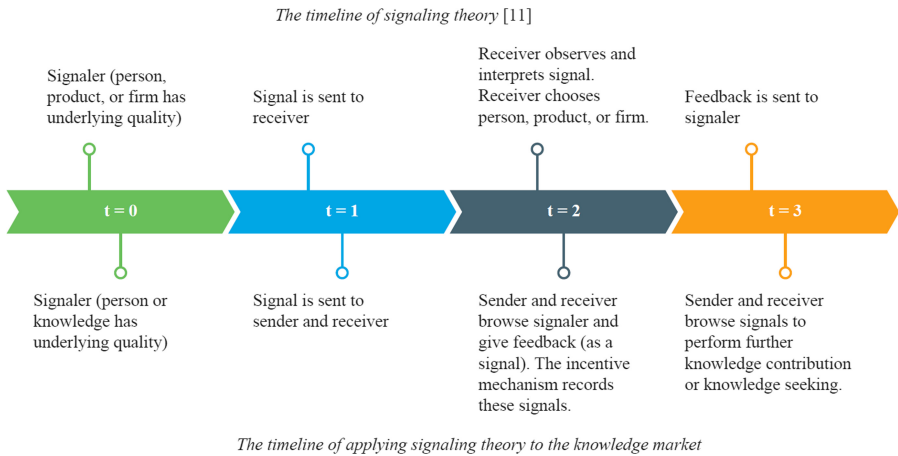 The timeline of signaling theory [11]
Signaler (person,
product, or firm has
underlying quality)
Signal is sent to
receiver
Receiver observes and
interprets signal.
Receiver chooses
person, product, or firm.
Feedback is sent to
signaler
t = 0
t = 1
t = 2
t = 3
Signaler (person or
knowledge has
underlying quality)
Signal is sent to
sender and receiver
Sender and receiver
browse signaler and
give feedback (as a
signal). The incentive
mechanism records
these signals.
Sender and receiver
browse signals to
perform further
knowledge contribution
or knowledge seeking.
The timeline of applying signaling theory to the knowledge market